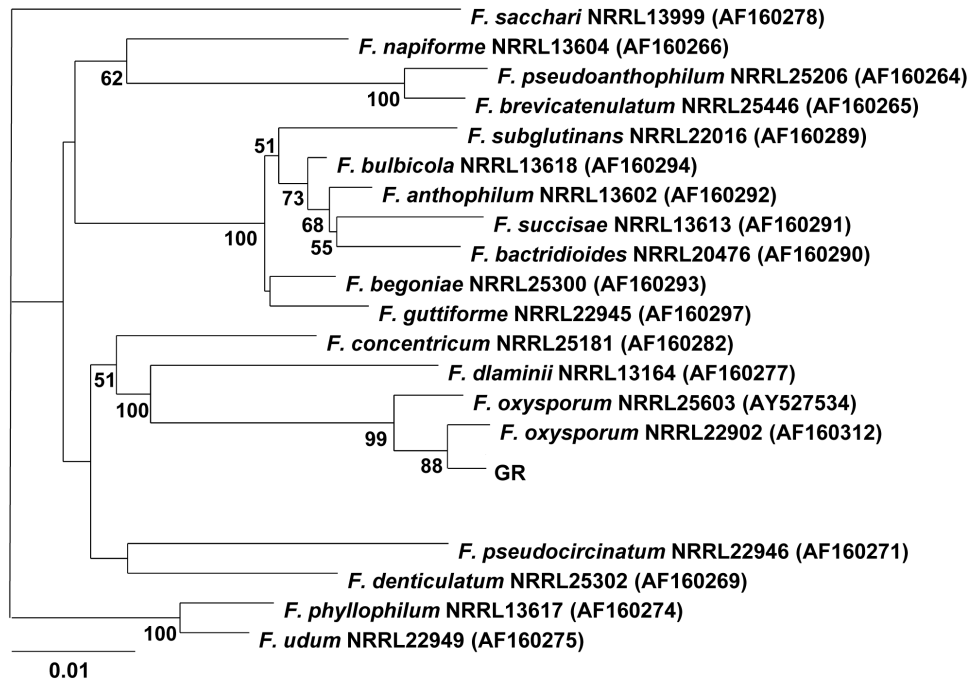 F. sacchari NRRL13999 (AF160278)
F. napiforme NRRL13604 (AF160266)
62
F. pseudoanthophilum NRRL25206 (AF160264)
100
F. brevicatenulatum NRRL25446 (AF160265)
F. subglutinans NRRL22016 (AF160289)
51
F. bulbicola NRRL13618 (AF160294)
73
F. anthophilum NRRL13602 (AF160292)
68
F. succisae NRRL13613 (AF160291)
100
55
F. bactridioides NRRL20476 (AF160290)
F. begoniae NRRL25300 (AF160293)
F. guttiforme NRRL22945 (AF160297)
F. concentricum NRRL25181 (AF160282)
51
F. dlaminii NRRL13164 (AF160277)
100
F. oxysporum NRRL25603 (AY527534)
99
F. oxysporum NRRL22902 (AF160312)
88
GR
F. pseudocircinatum NRRL22946 (AF160271)
F. denticulatum NRRL25302 (AF160269)
F. phyllophilum NRRL13617 (AF160274)
100
F. udum NRRL22949 (AF160275)
0.01